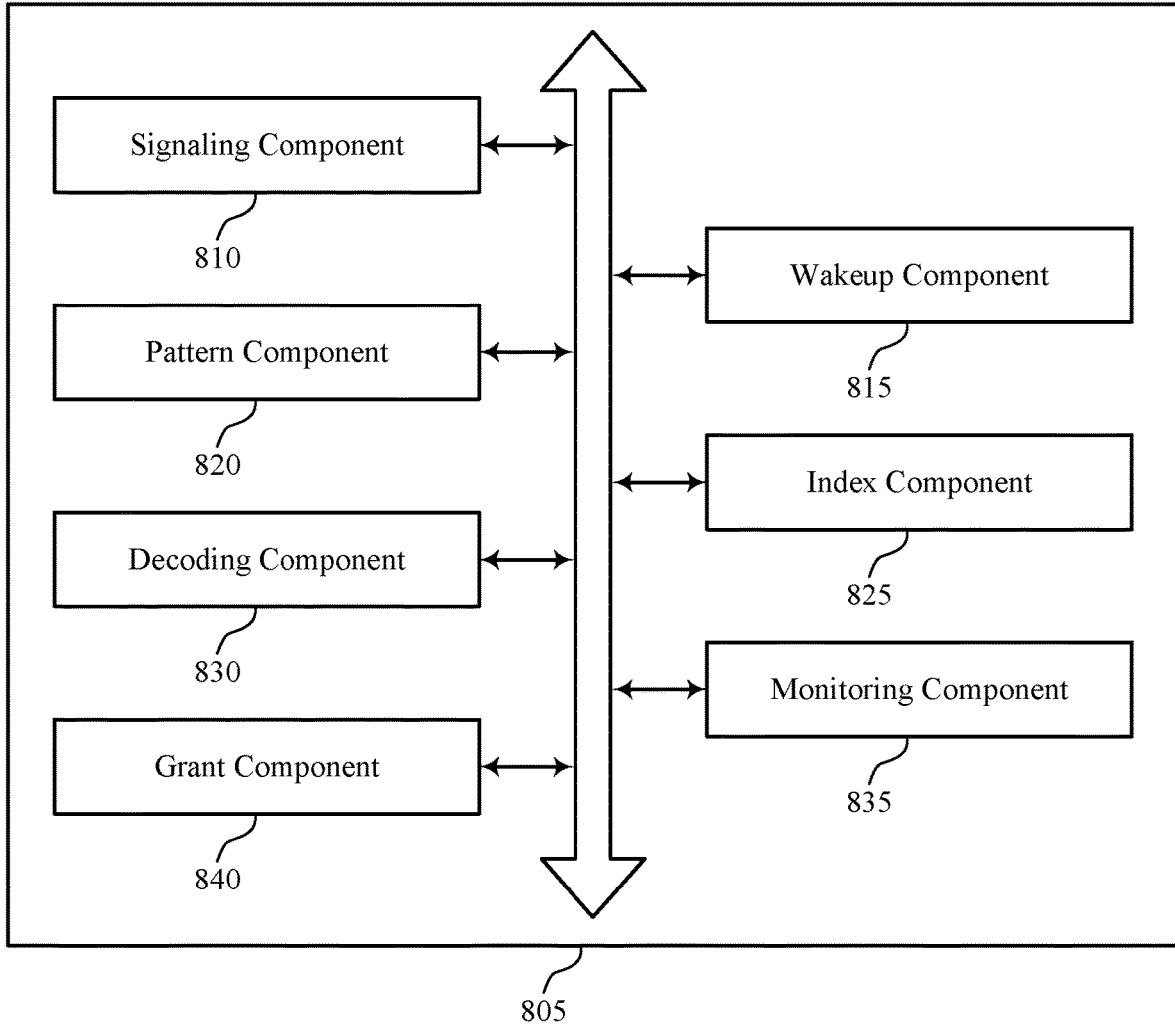 Signaling Component
810
Wakeup Component
815
Pattern Component
820
Index Component
825
Decoding Component
830
Monitoring Component
835
Grant Component
840
805